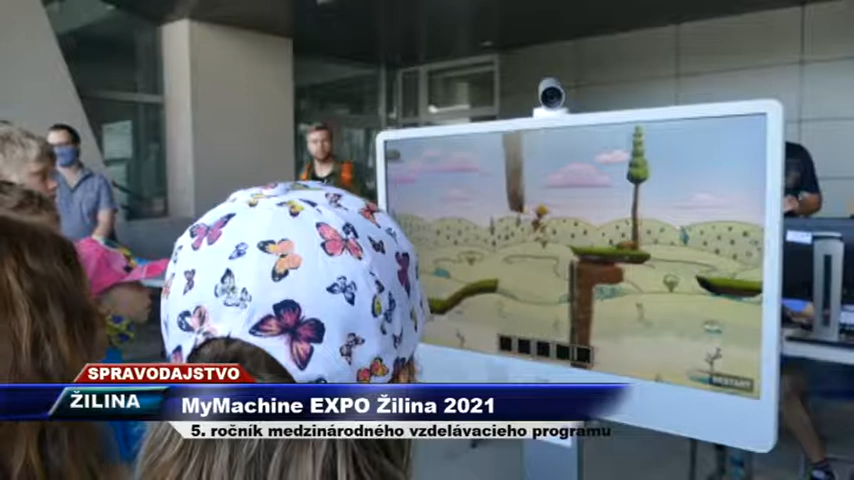 RESTART
SPRAVODAJSTVO
ŽILINA
MyMachine EXPO Žilina 2021
5. ročník medzinárodného vzdelávacieho programu